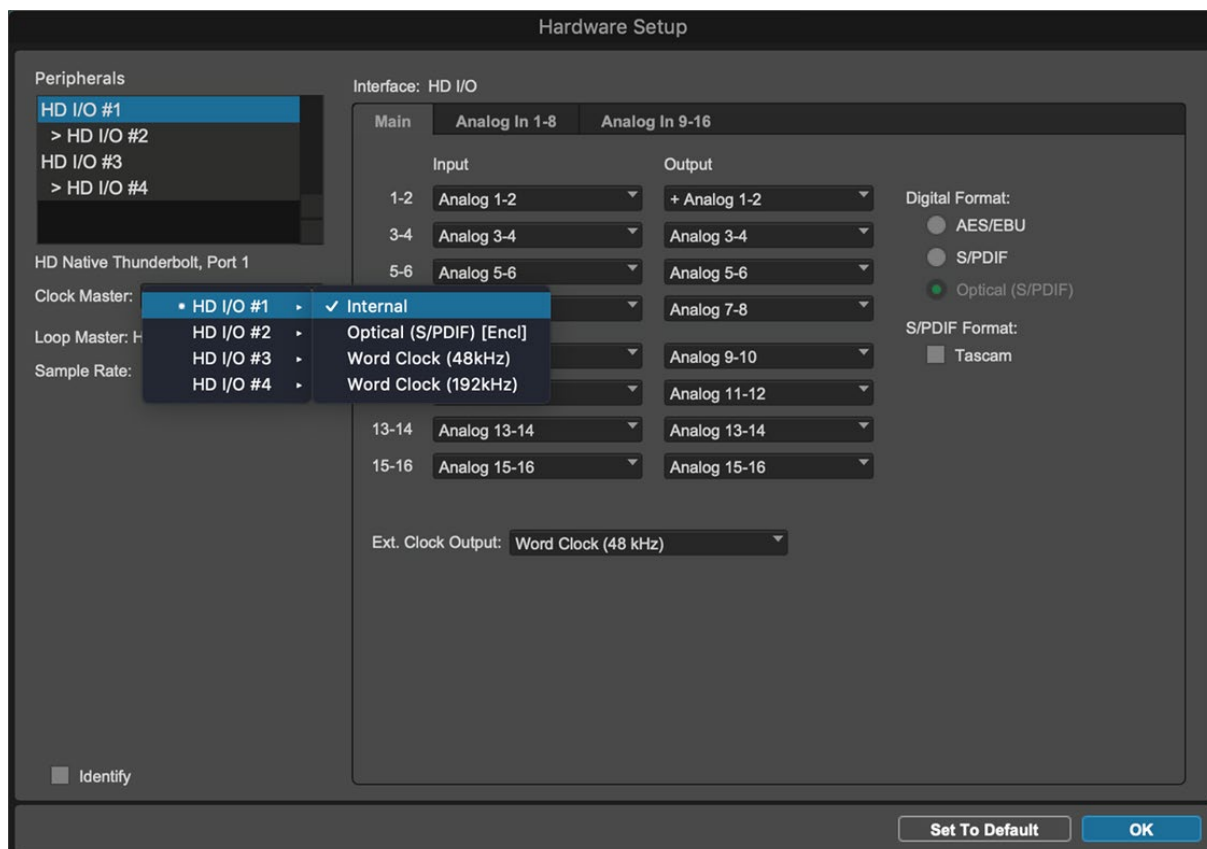 Hardware Setup
Peripherals
HD I/O #1
> HD I/O #2
HD I/O #3
> HD I/O #4
HD Native Thunderbolt, Port 1
Clock Master:
HD I/O #1
HD I/O #2
HD I/O #3
HD I/O #4
Internal
Optical (S/PDIF) [Encl]
Word Clock (48kHz)
Word Clock (192kHz)
Loop Master: H
Sample Rate:
Identify
Interface: HD I/O
Main Analog In 1-8 Analog In 9-16
Input Output
1-2 Analog 1-2 + Analog 1-2
3-4 Analog 3-4 Analog 3-4
5-6 Analog 5-6 Analog 5-6
Analog 7-8
Analog 9-10
Analog 11-12
13-14 Analog 13-14 Analog 13-14
15-16 Analog 15-16 Analog 15-16
Ext. Clock Output: Word Clock (48 kHz)
Digital Format:
AES/EBU
S/PDIF
Optical (S/PDIF)
S/PDIF Format:
Tascam
Set To Default OK